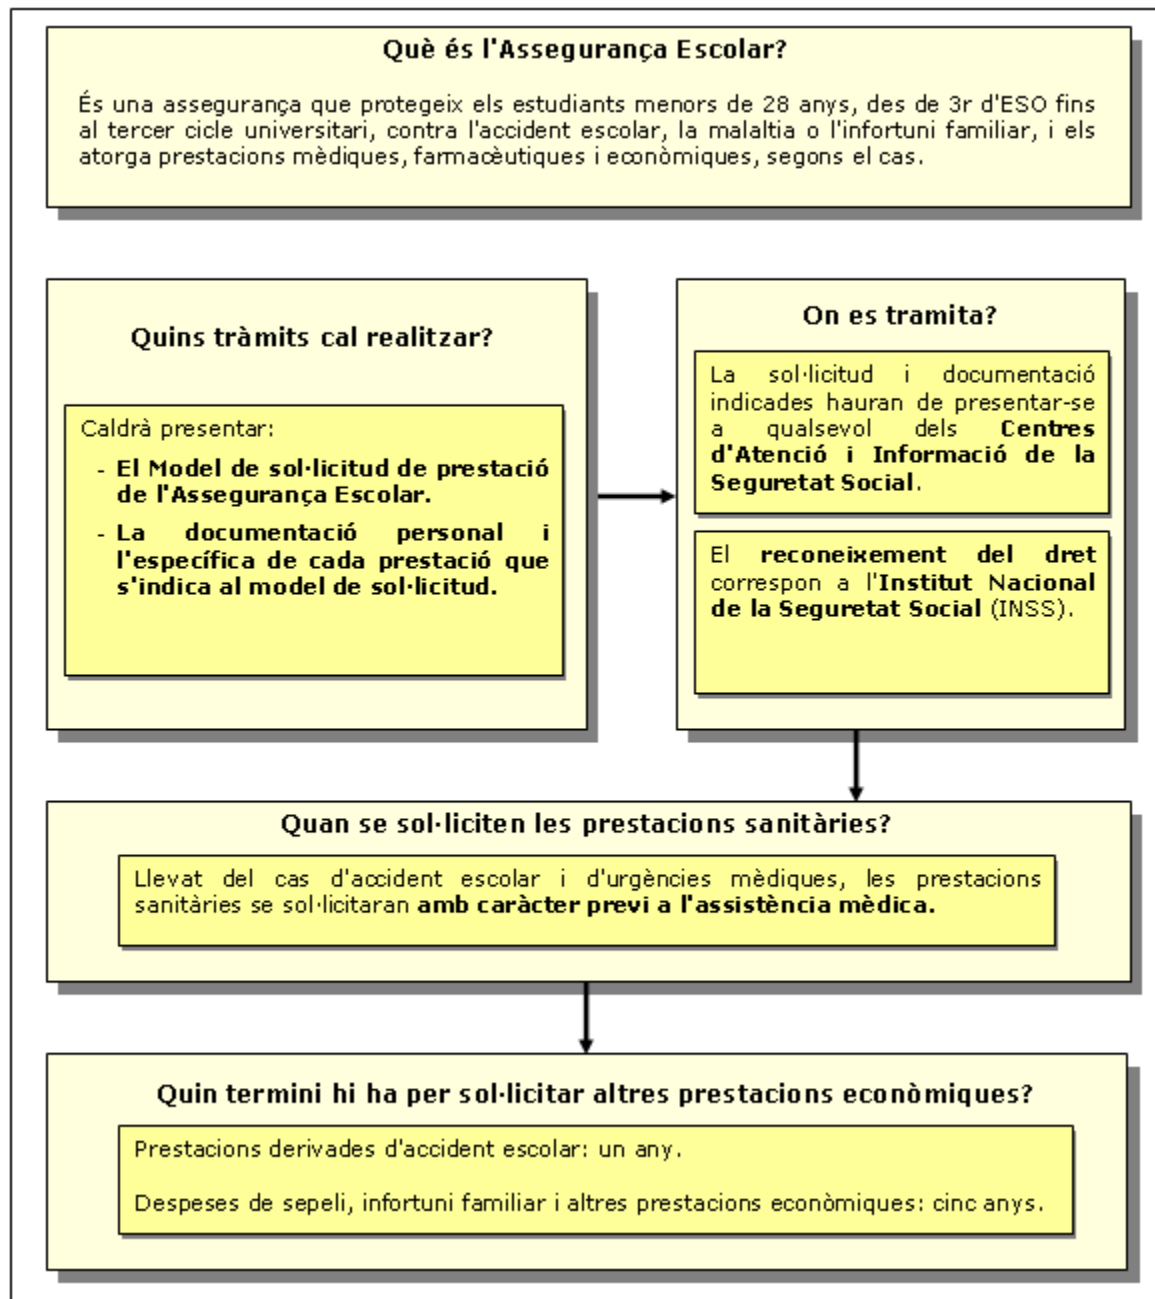 Què és l'Assegurança Escolar?
És una assegurança que protegeix els estudiants menors de 28 anys, des de 3r d'ESO fins
al tercer cicle universitari, contra l'accident escolar, la malaltia o l'infortuni familiar, i els
atorga prestacions mèdiques, farmacèutiques i econòmiques, segons el cas.
Quins tràmits cal realitzar?
Caldrà presentar:
- El Model de sol·licitud de prestació
de l'Assegurança Escolar.
- La documentació personal i
l'específica de cada prestació que
s'indica al model de sol·licitud.
On es tramita?
La sol·licitud i documentació
indicades hauran de presentar-se
a qualsevol dels Centres
d'Atenció i Informació de la
Seguretat Social.
El reconeixement del dret
correspon a l'Institut Nacional
de la Seguretat Social (INSS).
Quan se sol·liciten les prestacions sanitàries?
Llevat del cas d'accident escolar i d'urgències mèdiques, les prestacions
sanitàries se sol·licitaran amb caràcter previ a l'assistència mèdica.
Quin termini hi ha per sol·licitar altres prestacions econòmiques?
Prestacions derivades d'accident escolar: un any.
Despeses de sepeli, infortuni familiar i altres prestacions econòmiques: cinc anys.